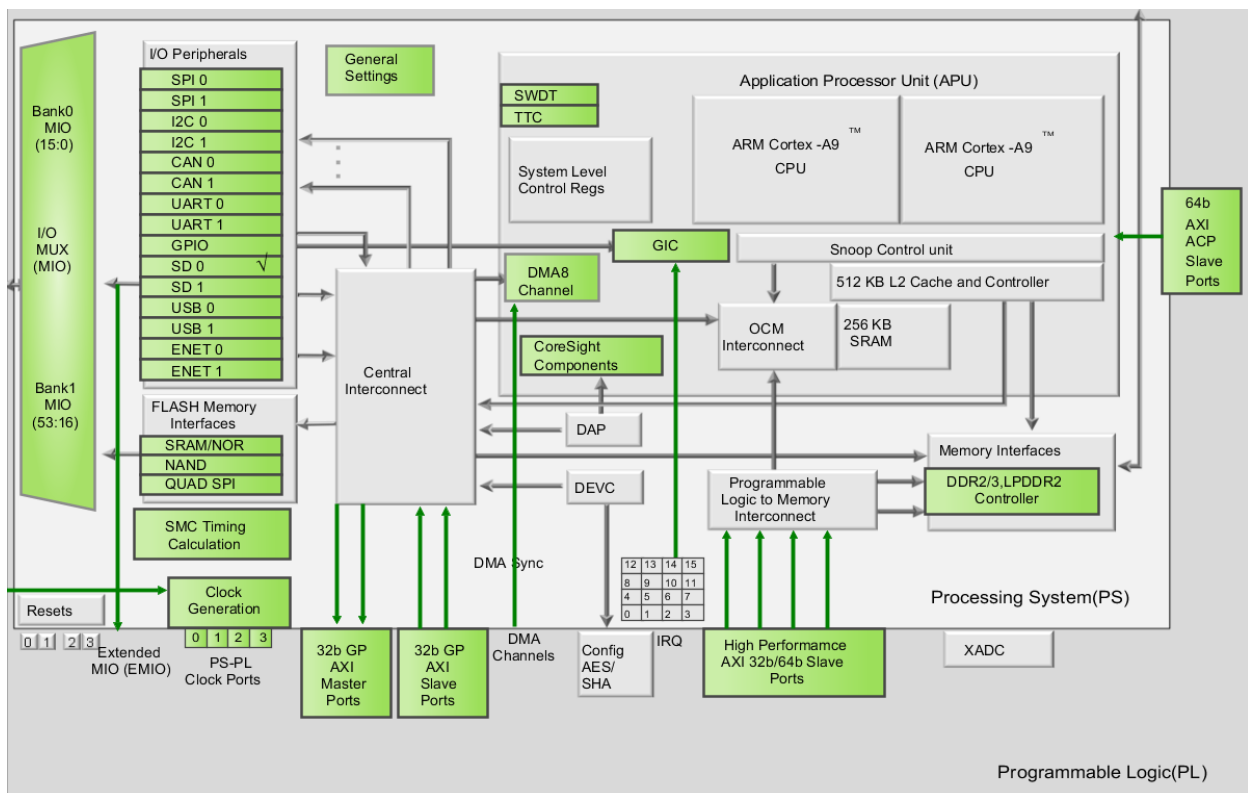 I/O Peripherals
SPI 0
SPI 1
I2C 0
I2C 1
CAN 0
CAN 1
UART 0
UART 1
GPIO
SD 0 √
SD 1
USB 0
USB 1
ENET 0
ENET 1
Bank0
MIO
(15:0)
I/O
MUX
(MIO)
Bank1
MIO
(53:16)
FLASH Memory
Interfaces
SRAM/NOR
NAND
QUAD SPI
SMC Timing
Calculation
General
Settings
Application Processor Unit (APU)
SWDT
TTC
System Level
Control Regs
ARM Cortex -A9 ™
CPU
ARM Cortex -A9 ™
CPU
GIC
Snoop Control unit
512 KB L2 Cache and Controller
DMA8
Channel
OCM
Interconnect
256 KB
SRAM
CoreSight
Components
Central
Interconnect
DAP
DEVC
Programmable
Logic to Memory
Interconnect
Memory Interfaces
DDR2/3,LPDDR2
Controller
64b
AXI
ACP
Slave
Ports
DMA Sync
12 13 14 15
8 9 10 11
4 5 6 7
0 1 2 3
Processing System(PS)
Resets
0 1 2 3
Clock
Generation
0 1 2 3
Extended
MIO (EMIO)
PS-PL
Clock Ports
32b GP
AXI
Master
Ports
32b GP
AXI
Slave
Ports
DMA
Channels
Config
AES/
SHA
IRQ
High Performamce
AXI 32b/64b Slave
Ports
XADC
Programmable Logic(PL)